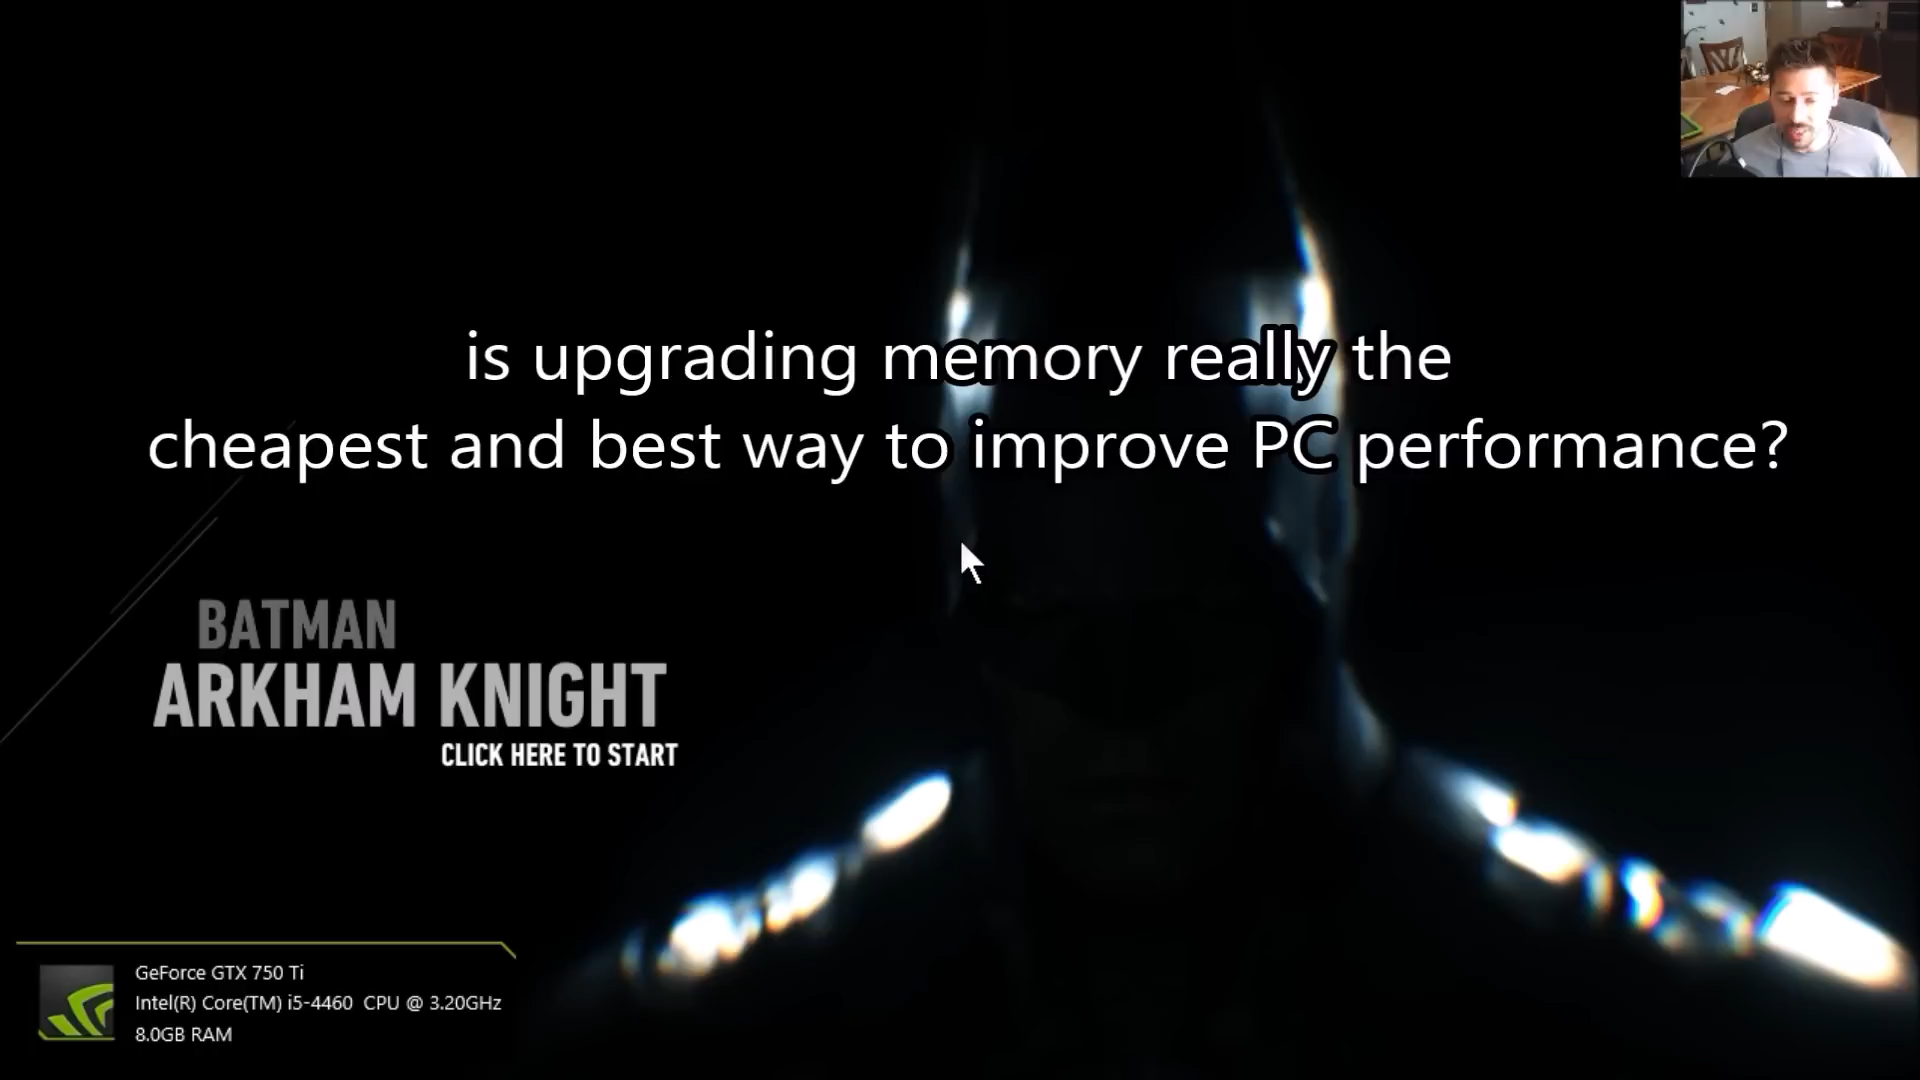 is upgrading memory really the
cheapest and best way to improve PC performance?
BATMAN
ARKHAM KNIGHT
CLICK HERE TO START
GeForce GTX 750 Ti
Intel(R) Core(TM) i5-4460 CPU @ 3.20GHz
8.0GB RAM